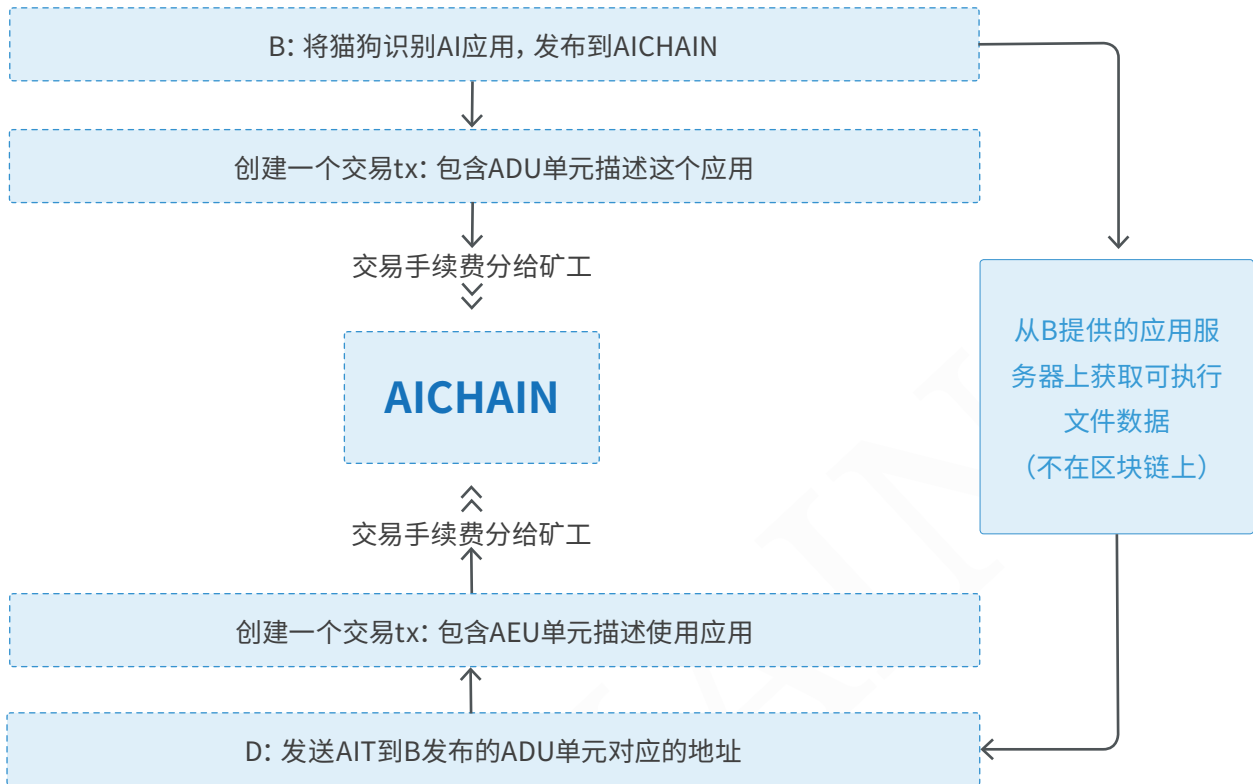 B: 将猫狗识别AI应用, 发布到AICHAIN
创建一个交易tx: 包含ADU单元描述这个应用
交易手续费分给矿工
AICHAIN
从B提供的应用服
务器上获取可执行
文件数据
（不在区块链上）
交易手续费分给矿工
创建一个交易tx: 包含AEU单元描述使用应用
D: 发送AIT到B发布的ADU单元对应的地址